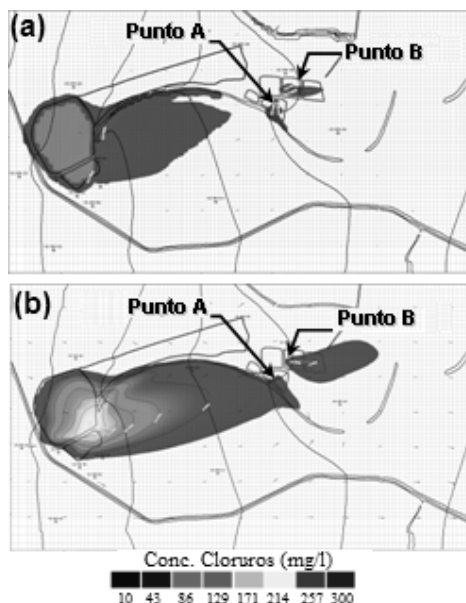 (a)
Punto A
Punto B
(b)
Punto A
Punto B
Conc. Cloruros (mg/l)
10 43 86 129 171 214 257 300